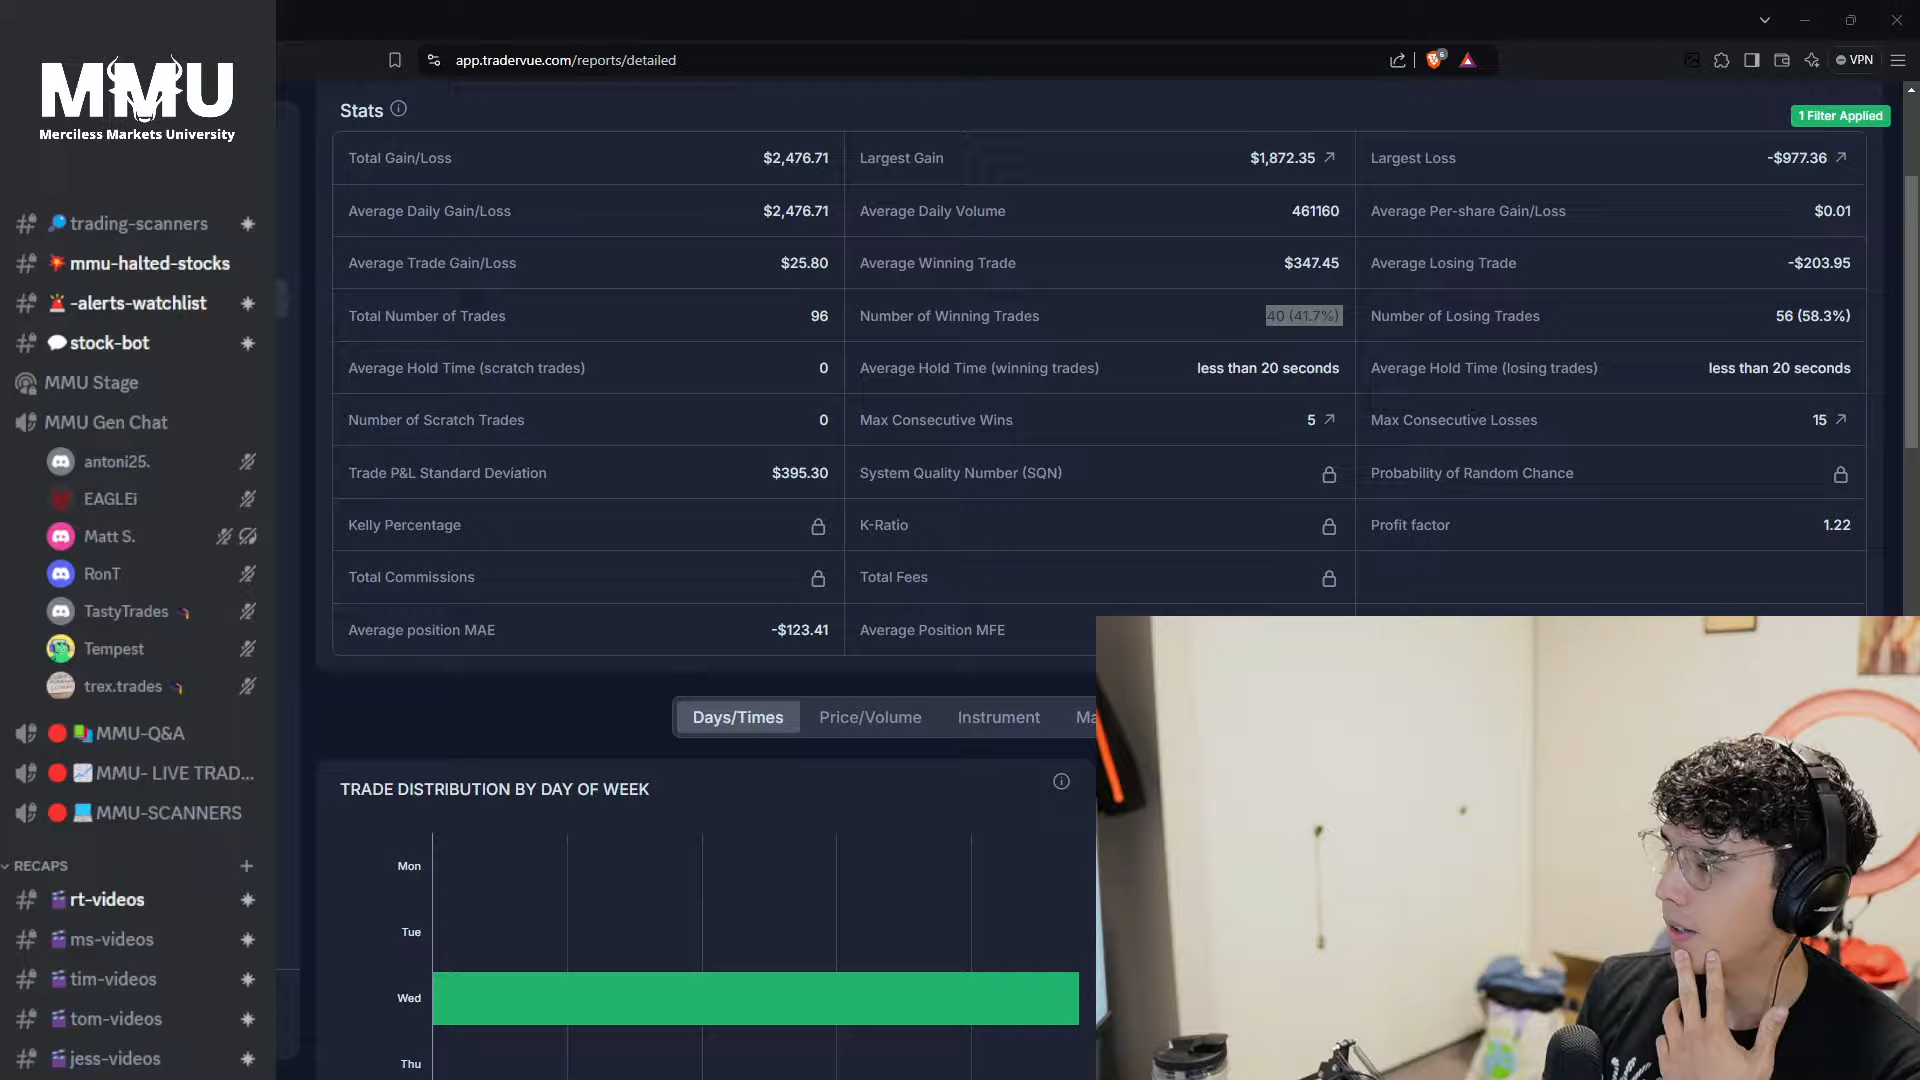 MMU
Merciless Markets University
trading-scanners
mmu-halted-stocks
-alerts-watchlist
stock-bot
MMU Stage
MMU Gen Chat
antoni25.
EAGLEi
Matt S.
RonT
TastyTrades
Tempest
trex.trades
MMU-Q&A
MMU- LIVE TRAD...
MMU-SCANNERS
RECAPS
rt-videos
ms-videos
tim-videos
tom-videos
jess-videos
app.tradervue.com/reports/detailed
6
VPN
Stats
1 Filter Applied
Total Gain/Loss $2,476.71 Largest Gain $1,872.35 Largest Loss -$977.36
Average Daily Gain/Loss $2,476.71 Average Daily Volume 461160 Average Per-share Gain/Loss $0.01
Average Trade Gain/Loss $25.80 Average Winning Trade $347.45 Average Losing Trade -$203.95
Total Number of Trades 96 Number of Winning Trades 40 (41.7%) Number of Losing Trades 56 (58.3%)
Average Hold Time (scratch trades) 0 Average Hold Time (winning trades) less than 20 seconds Average Hold Time (losing trades) less than 20 seconds
Number of Scratch Trades 0 Max Consecutive Wins 5 Max Consecutive Losses 15
Trade P&L Standard Deviation $395.30 System Quality Number (SQN) Probability of Random Chance
Kelly Percentage K-Ratio Profit factor 1.22
Total Commissions Total Fees
Average position MAE -$123.41 Average Position MFE
Days/Times Price/Volume Instrument Ma
TRADE DISTRIBUTION BY DAY OF WEEK
Mon
Tue
Wed
Thu